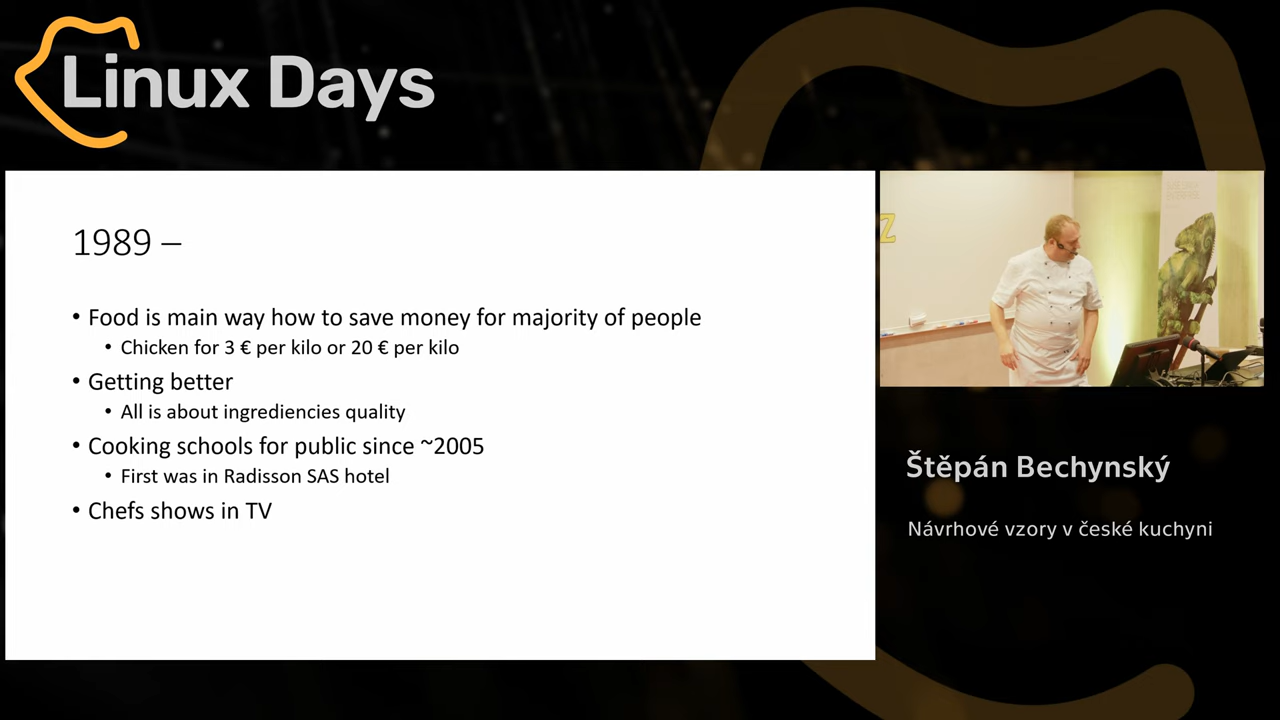 Linux Days
1989 –
• Food is main way how to save money for majority of people
• Chicken for 3 € per kilo or 20 € per kilo
• Getting better
• All is about ingrediencies quality
• Cooking schools for public since ~2005
• First was in Radisson SAS hotel
• Chefs shows in TV
Z
Štěpán Bechynský
Návrhové vzory v české kuchyni